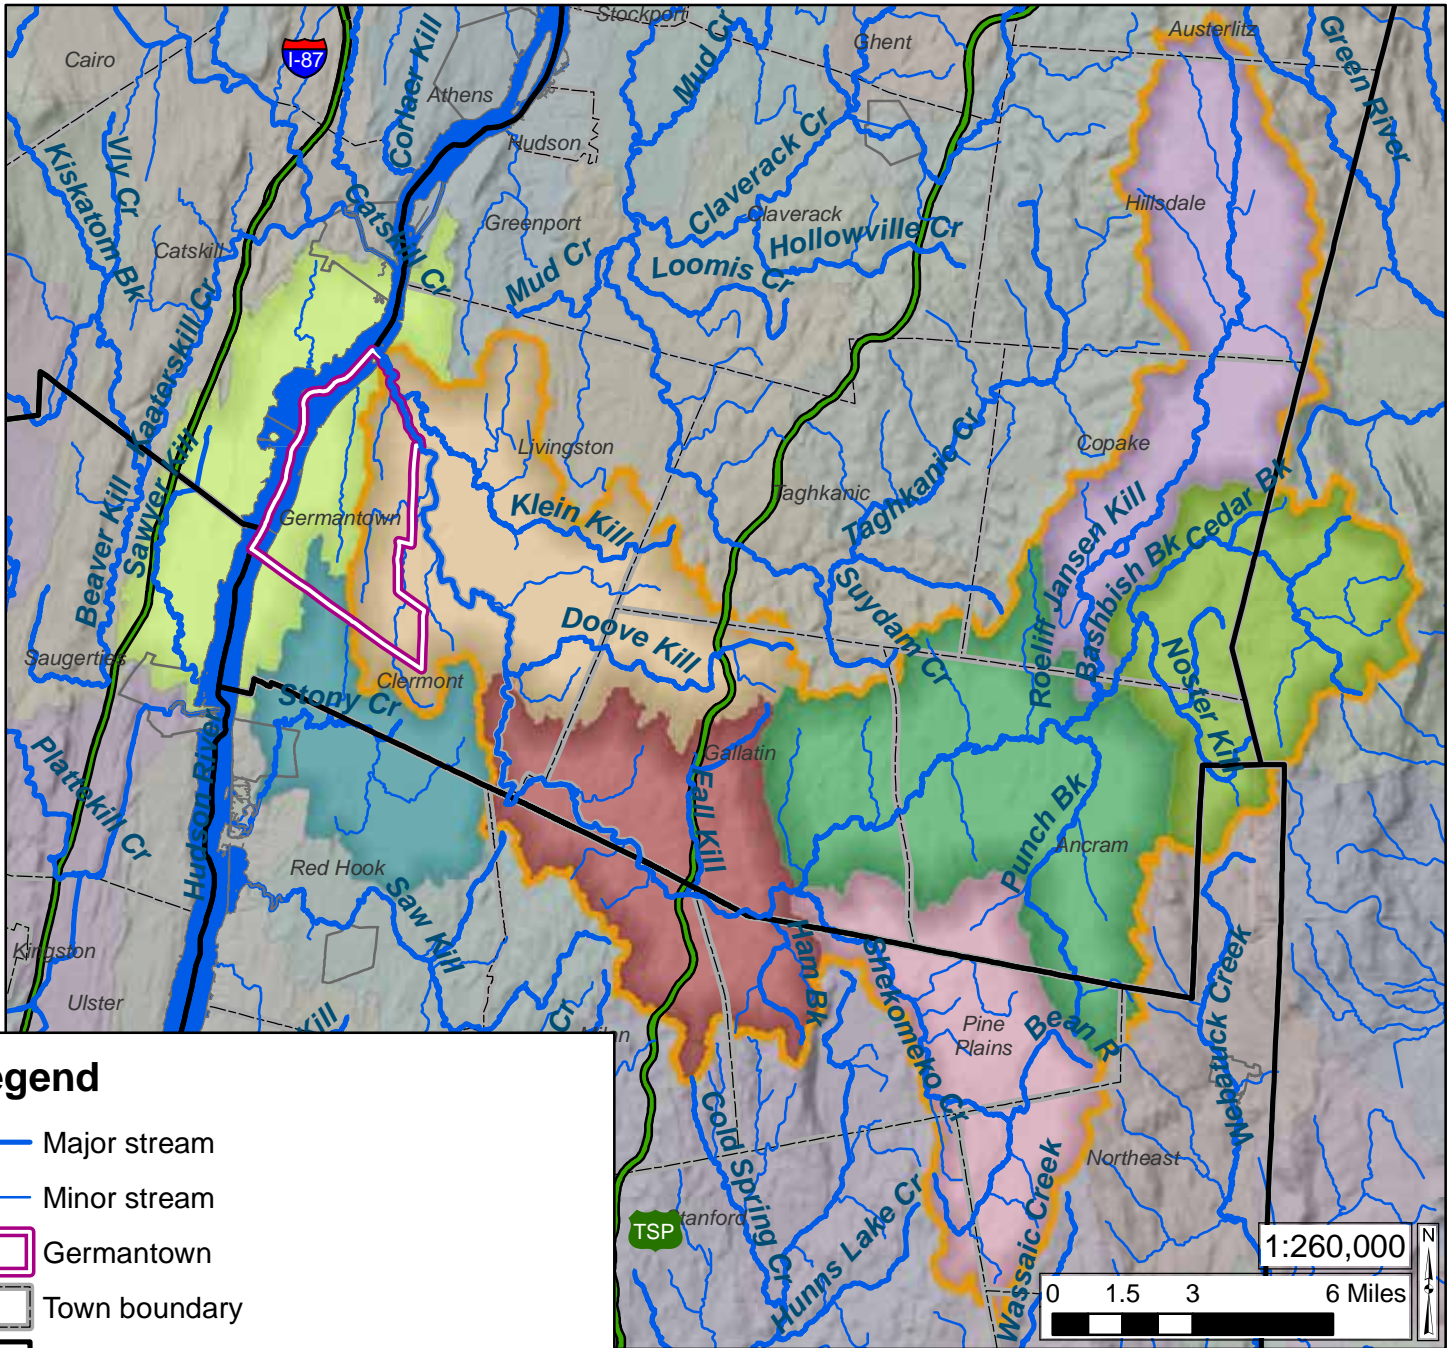 Stockport
Austerlitz
Cairo
I-87
Corlaer Kill
Mud Cr
Ghent
Green River
Athens
Hudson
Vly Cr
Kiskatom Bk
Catskill Cr
Claverack Cr
Claverack
Hillsdale
Greenport
Hollowville Cr
Catskill
Mud Cr
Loomis Cr
Kaaterskill Cr
Livingston
Copake
Taghkanic Cr
Sawyer Kill
Taghkanic
Cedar Bk
Klein Kill
Germantown
Beaver Kill
Jansen Kill
Bashbish Bk
Suydam Cr
Doove Kill
Roeliff
Noster Kill
Saugerties
Clermont
Stony Cr
Hudson River
Gallatin
Fall Kill
Plattekill Cr
Punch Bk
Ancram
Red Hook
Saw Kill
Kingston
Ulster
Ham Bk
Shekomeko Cr
Webatuck Creek
Kill
Cr
Pine
Plains
Bean R
Cold Spring Cr
Northeast
Wassaic Creek
Hunns Lake Cr
TSP
tanford
egend
Major stream
Minor stream
Germantown
Town boundary
1:260,000
N
0 1.5 3 6 Miles